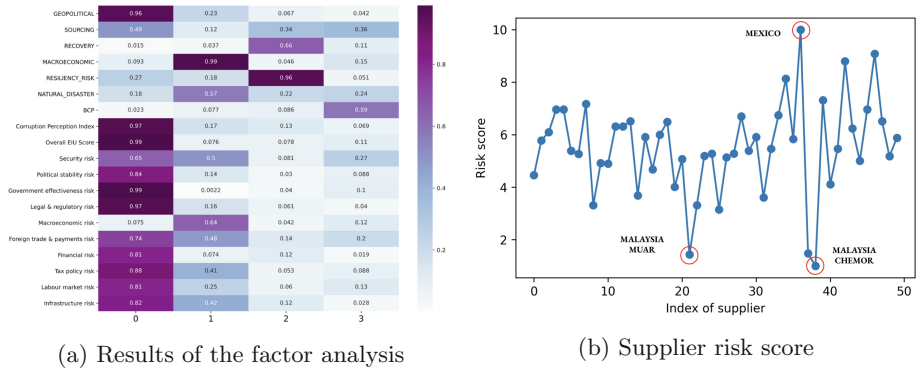 GEOPOLITICAL 0.96 0.23 0.067 0.042
SOURCING 0.49 0.12 0.34 0.36
RECOVERY 0.015 0.037 0.66 0.11
MACROECONOMIC 0.093 0.99 0.046 0.15
RESILIENCY_RISK 0.27 0.18 0.96 0.051
NATURAL_DISASTER 0.18 0.57 0.22 0.24
BCP 0.023 0.077 0.086 0.59
Corruption Perception Index 0.97 0.17 0.13 0.069
Overall EIU Score 0.99 0.076 0.078 0.11
Security risk 0.65 0.5 0.081 0.27
Political stability risk 0.84 0.14 0.03 0.088
Government effectiveness risk 0.99 0.0022 0.04 0.1
Legal & regulatory risk 0.97 0.16 0.061 0.04
Macroeconomic risk 0.075 0.64 0.042 0.12
Foreign trade & payments risk 0.74 0.48 0.14 0.2
Financial risk 0.81 0.074 0.12 0.019
Tax policy risk 0.88 0.41 0.053 0.088
Labour market risk 0.81 0.25 0.06 0.13
Infrastructure risk 0.82 0.42 0.12 0.028
0 1 2 3
0.8
0.6
0.4
0.2
(a) Results of the factor analysis
Risk score
10
8
6
4
2
MEXICO
MALAYSIA
MUAR
MALAYSIA
CHEMOR
0 10 20 30 40 50
Index of supplier
(b) Supplier risk score